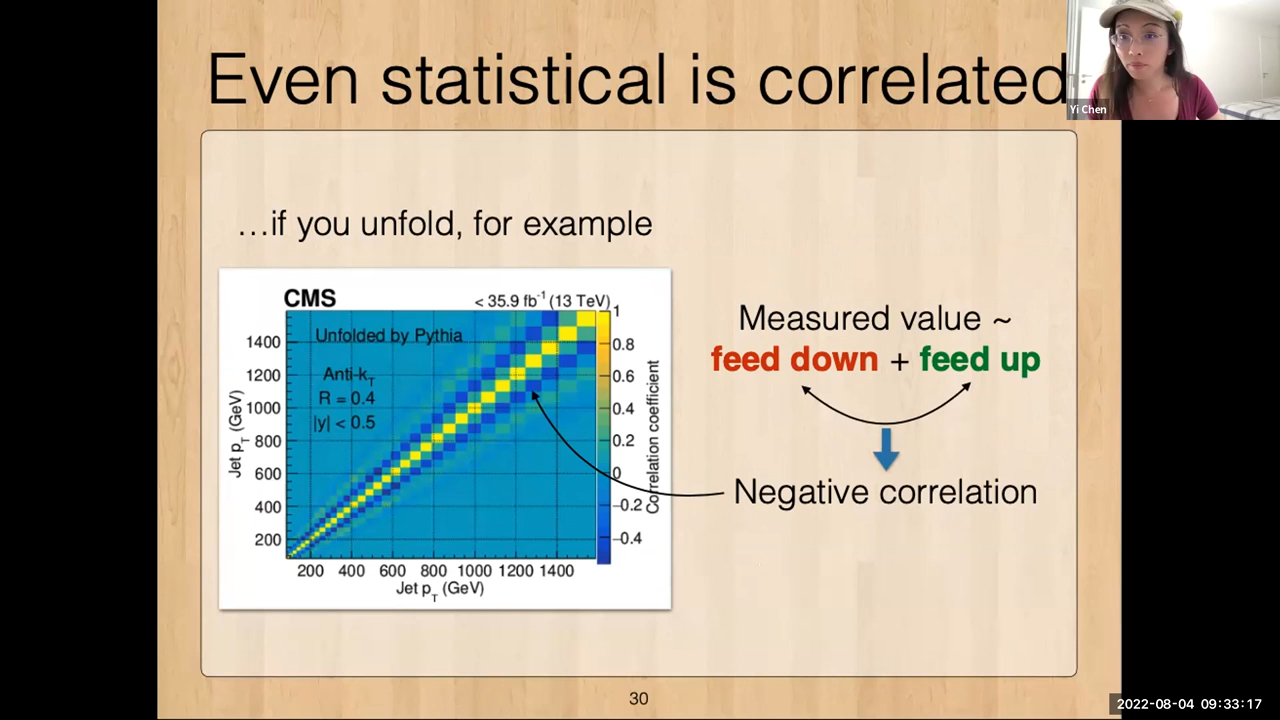 Even statistical is correlated
Yi Chen
…if you unfold, for example
CMS
< 35.9 fb-1 (13 TeV)
Unfolded by Pythia
Anti-kT
R = 0.4
|y| < 0.5
Jet pT (GeV)
1400
1200
1000
800
600
400
200
200 400 600 800 1000 1200 1400
Jet pT (GeV)
1
0.8
0.6
0.4
0.2
0
−0.2
−0.4
Correlation coefficient
Measured value ~
feed down + feed up
Negative correlation
30
2022-08-04 09:33:17